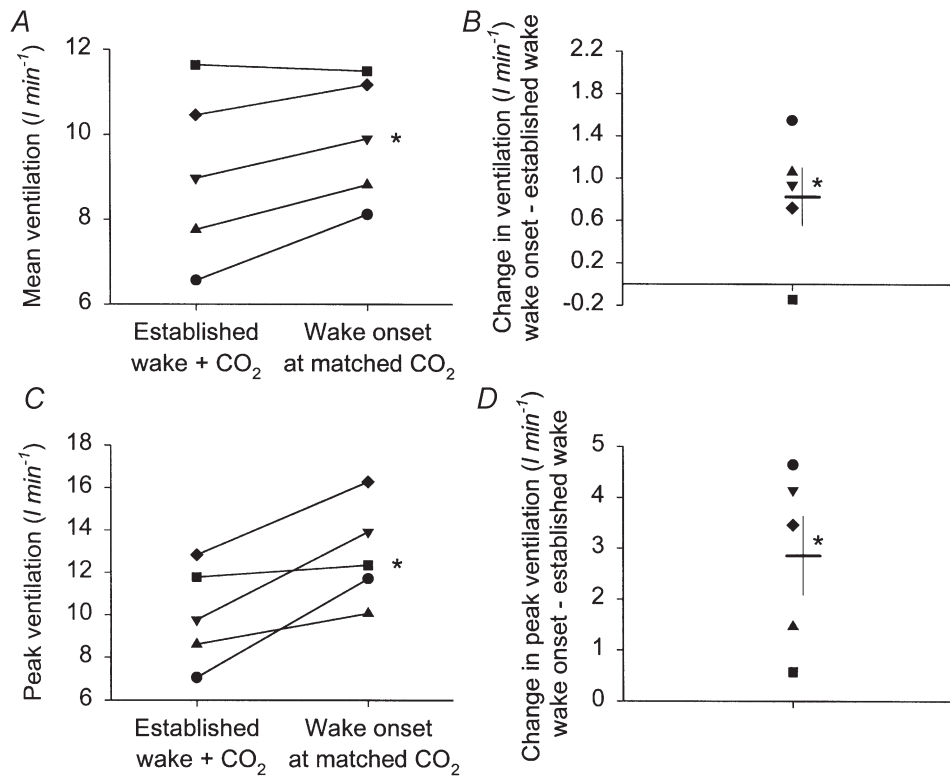 A
Mean ventilation (l min⁻¹)
12
10
8
6
*
Established
wake + CO₂
Wake onset
at matched CO₂
B
Change in ventilation (l min⁻¹)
wake onset - established wake
2.2
1.8
1.4
1.0
0.6
0.2
-0.2
*
C
Peak ventilation (l min⁻¹)
18
16
14
12
10
8
6
*
Established
wake + CO₂
Wake onset
at matched CO₂
D
Change in peak ventilation (l min⁻¹)
wake onset - established wake
5
4
3
2
1
0
*